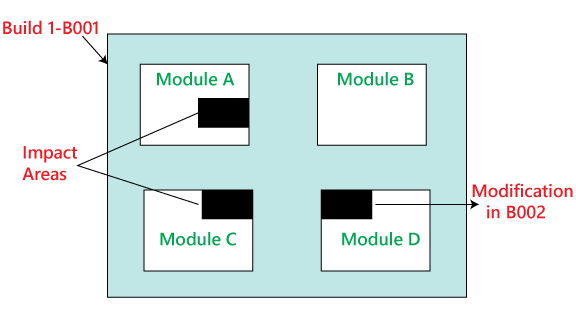 Build 1-B001
Module A
Module B
Impact
Areas
Modification
in B002
Module C
Module D